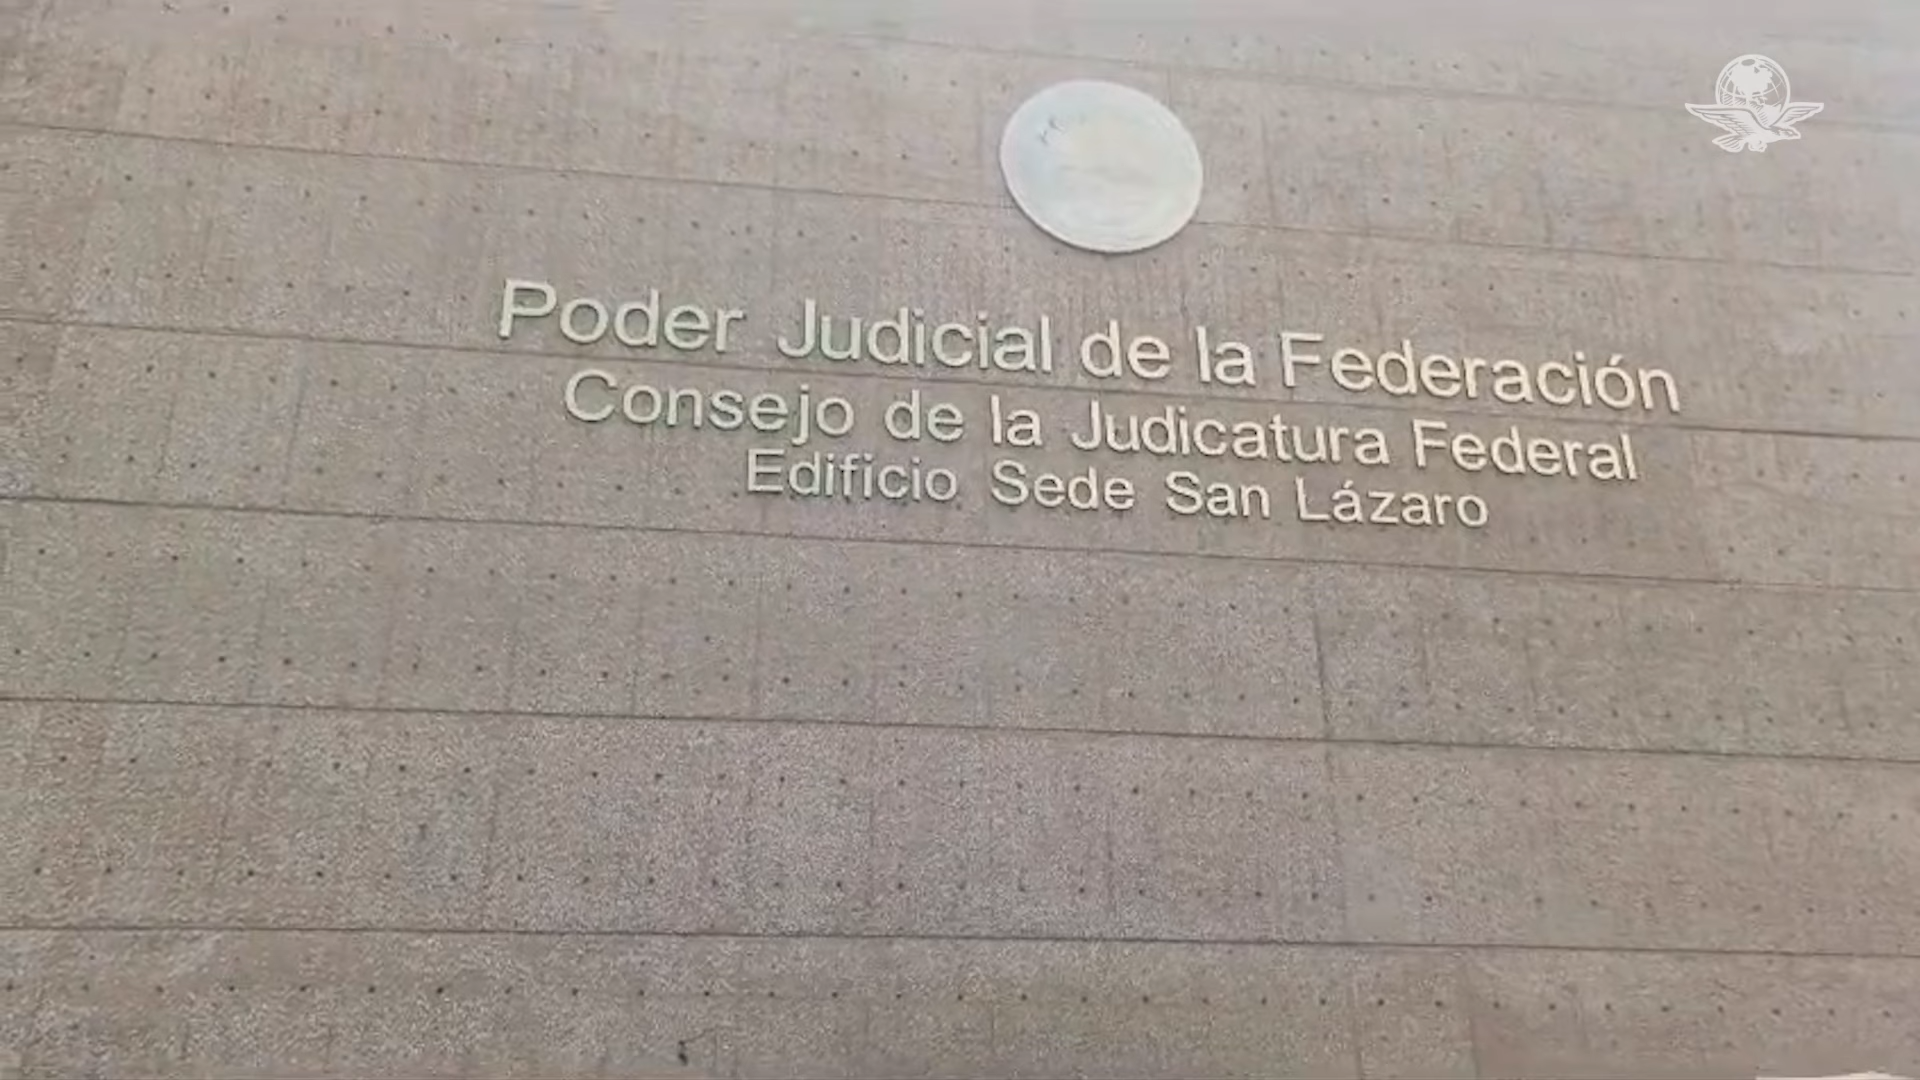 Poder Judicial de la Federación
Consejo de la Judicatura Federal
Edificio Sede San Lázaro